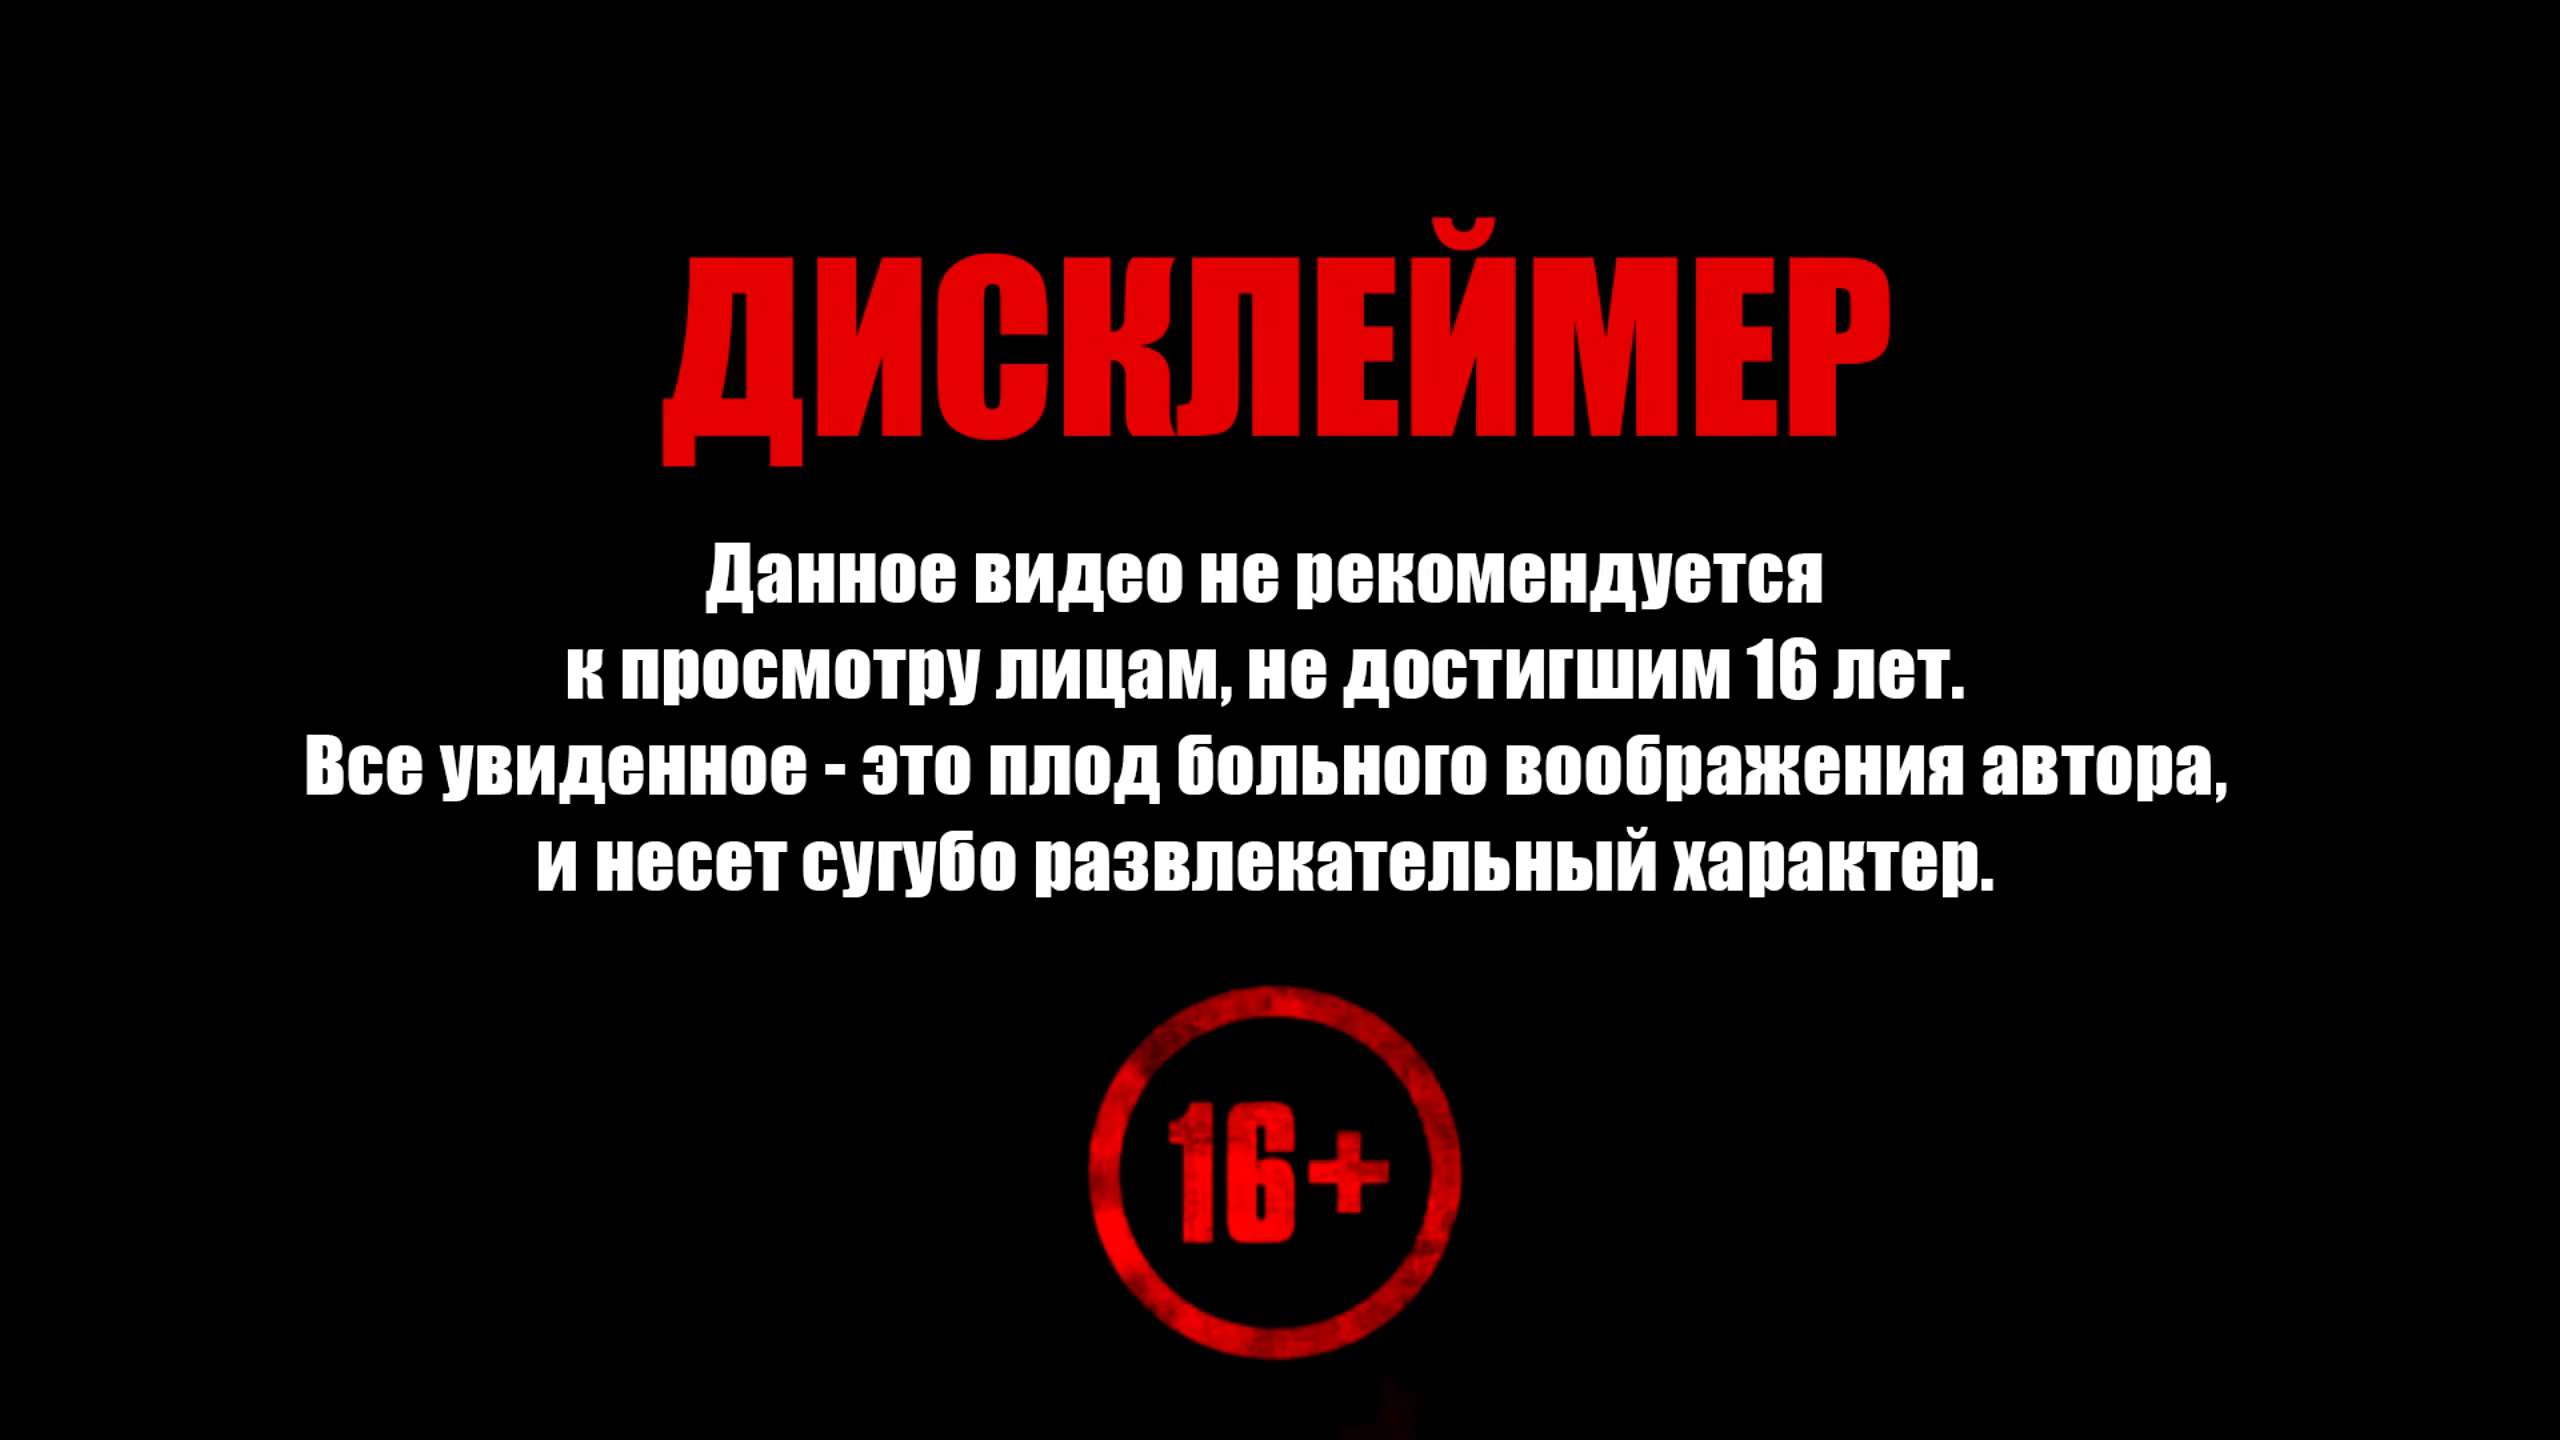 ДИСКЛЕЙМЕР
Данное видео не рекомендуется
к просмотру лицам, не достигшим 16 лет.
Все увиденное - это плод больного воображения автора,
и несет сугубо развлекательный характер.
16+